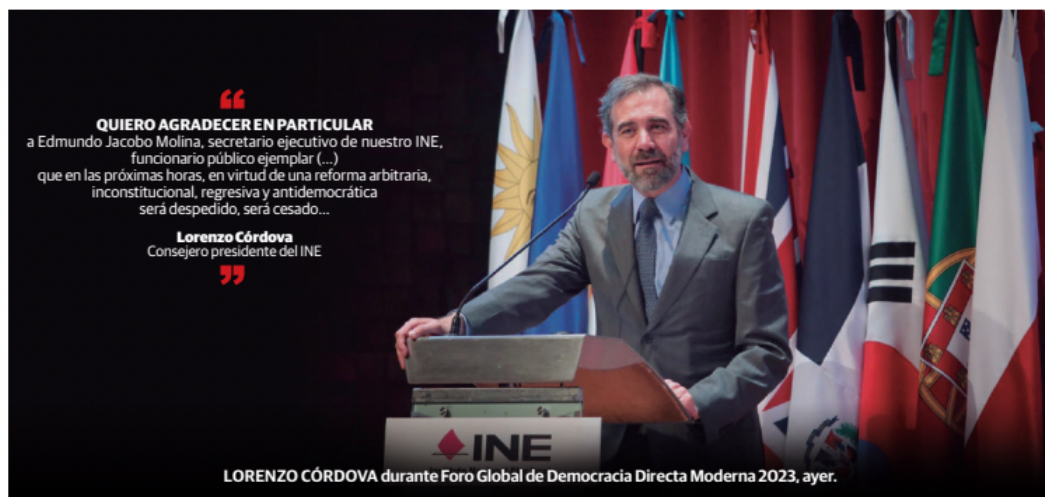 “
QUIERO AGRADECER EN PARTICULAR
a Edmundo Jacobo Molina, secretario ejecutivo de nuestro INE,
funcionario público ejemplar (...)
que en las próximas horas, en virtud de una reforma arbitraria,
inconstitucional, regresiva y antidemocrática
será despedido, será cesado...
Lorenzo Córdova
Consejero presidente del INE
”
INE
LORENZO CÓRDOVA durante Foro Global de Democracia Directa Moderna 2023, ayer.